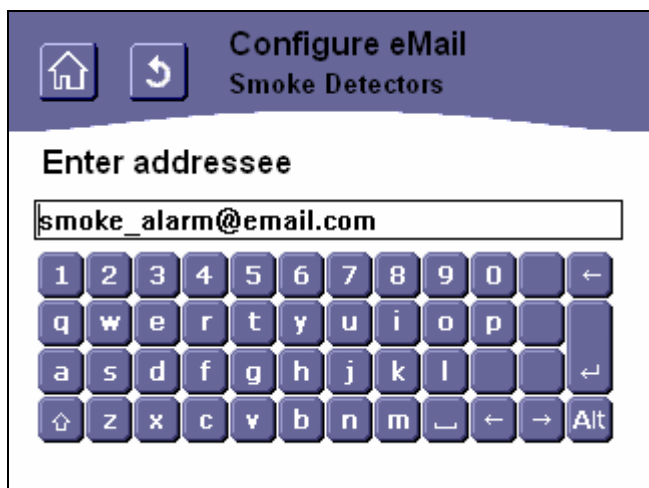 Configure eMail
Smoke Detectors
Enter addressee
smoke_alarm@email.com
1 2 3 4 5 6 7 8 9 0 ←
q w e r t y u i o p
a s d f g h j k l ↵
⇧ z x c v b n m ⎵ ← → Alt